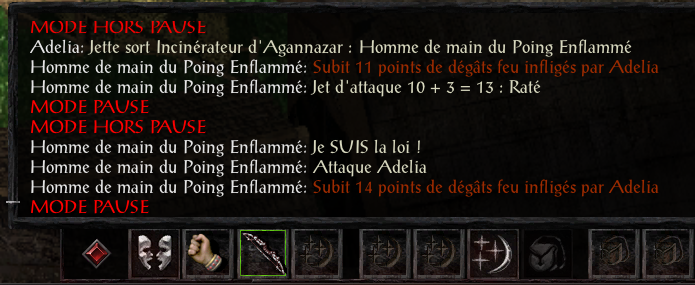 MODE HORS PAUSE
Adelia: Jette sort Incinérateur d'Agannazar : Homme de main du Poing Enflammé
Homme de main du Poing Enflammé: Subit 11 points de dégâts feu infligés par Adelia
Homme de main du Poing Enflammé: Jet d'attaque 10 + 3 = 13 : Raté
MODE PAUSE
MODE HORS PAUSE
Homme de main du Poing Enflammé: Je SUIS la loi !
Homme de main du Poing Enflammé: Attaque Adelia
Homme de main du Poing Enflammé: Subit 14 points de dégâts feu infligés par Adelia
MODE PAUSE